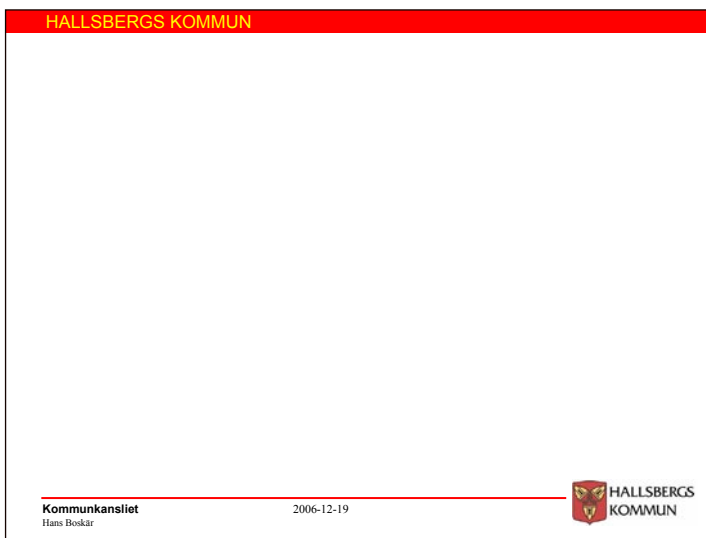 HALLSBERGS KOMMUN
Kommunkansliet
2006-12-19
Hans Boskär
HALLSBERGS
KOMMUN